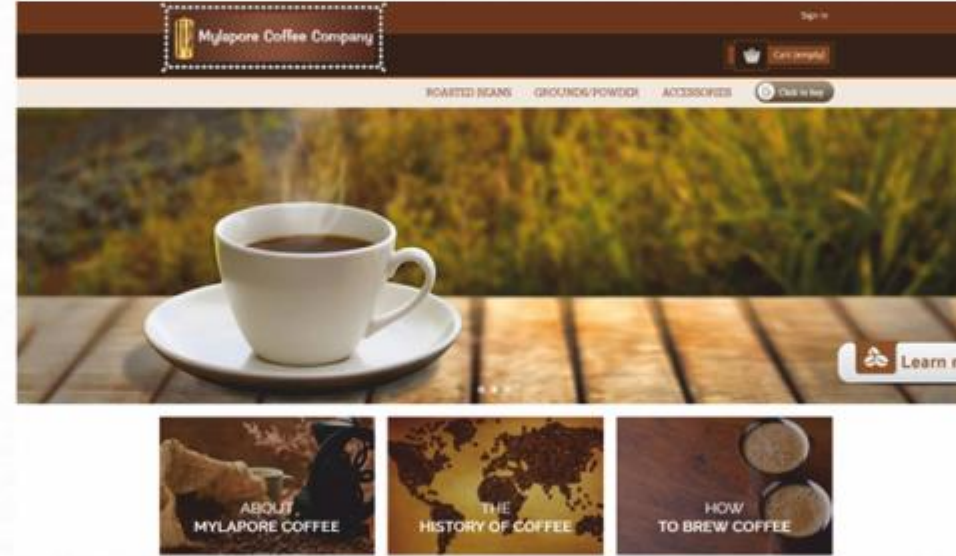 Sign in
Mylapore Coffee Company
Cart (empty)
ROASTED BEANS GROUNDS/POWDER ACCESSORIES Click to buy
Learn
ABOUT
MYLAPORE COFFEE
THE
HISTORY OF COFFEE
HOW
TO BREW COFFEE